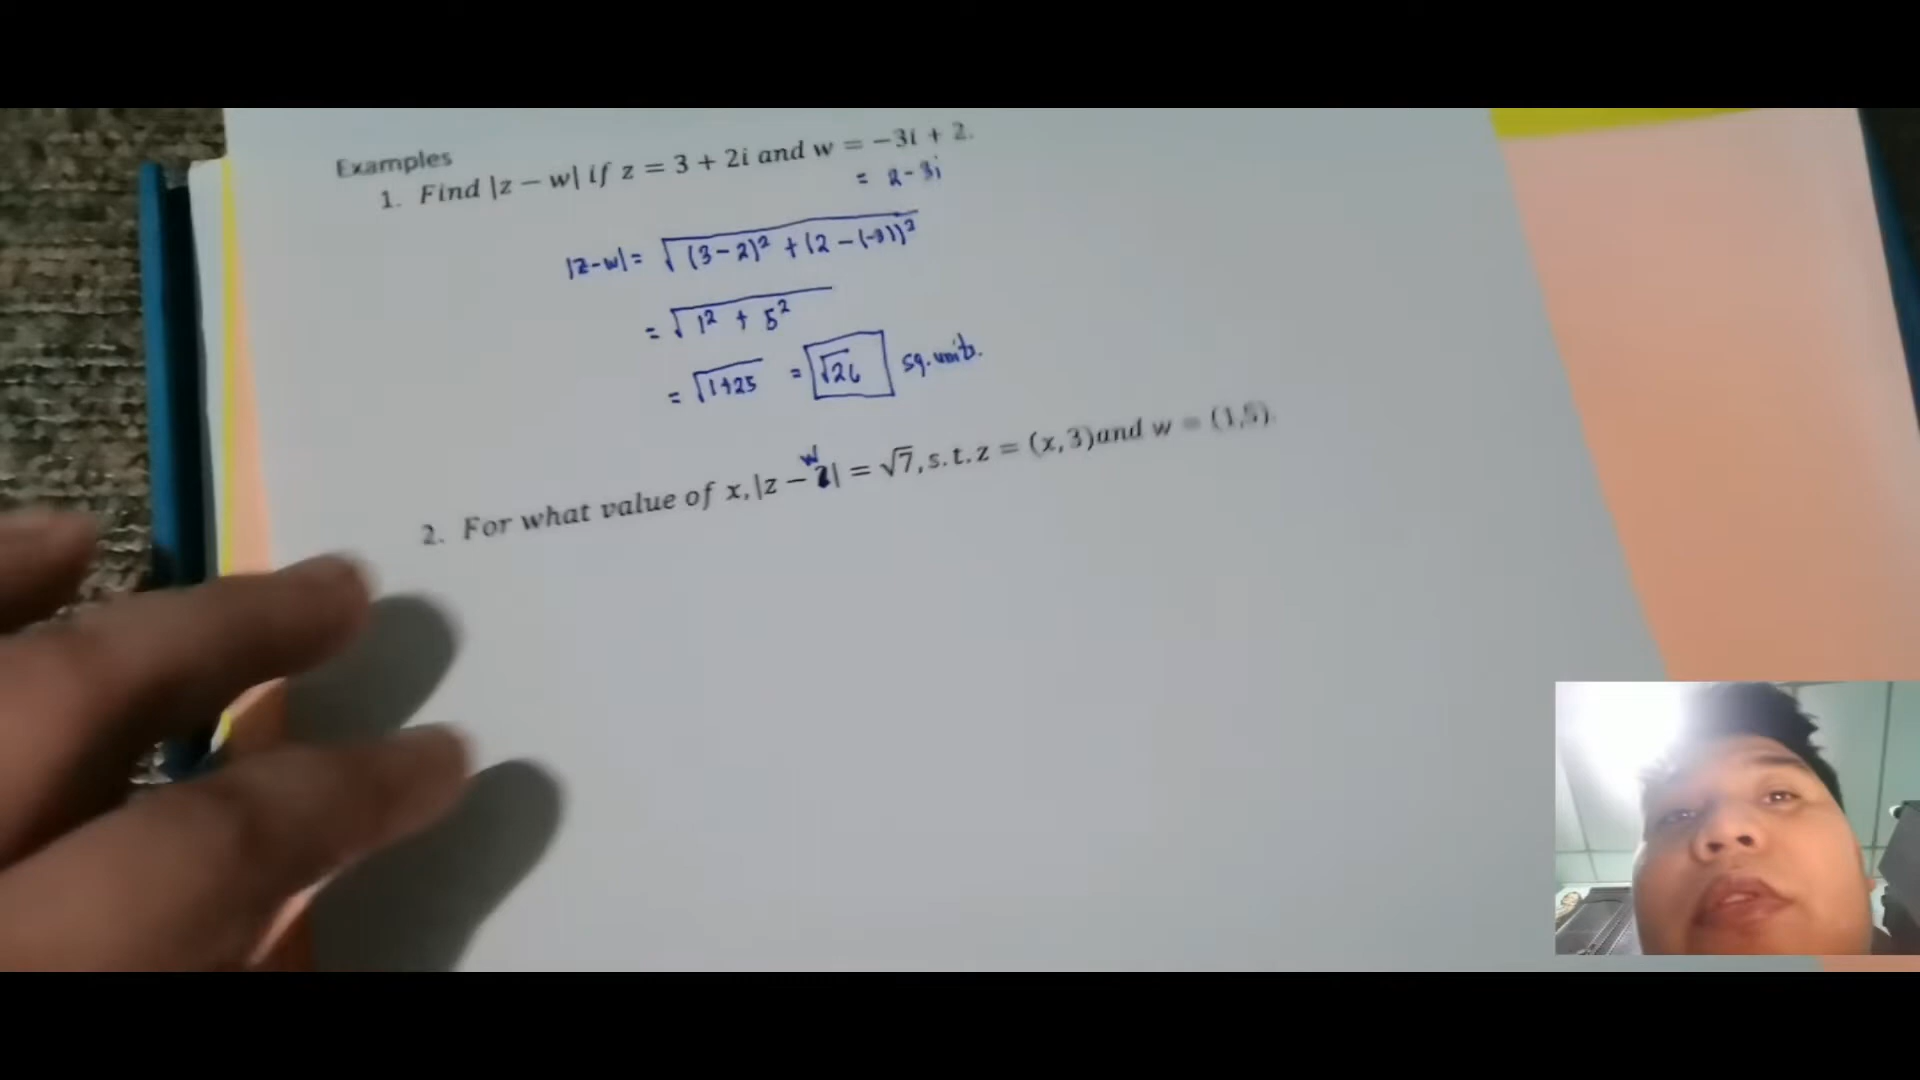 Examples
1. Find |z − w| if z = 3 + 2i and w = −3i + 2.
= 2 - 3i
|z-w| = √(3-2)² + (2-(-3))²
= √1² + 5²
= √1+25 = √26 sq. units.
w
2. For what value of x, |z − z| = √7, s.t. z = (x, 3)and w = (1,5).